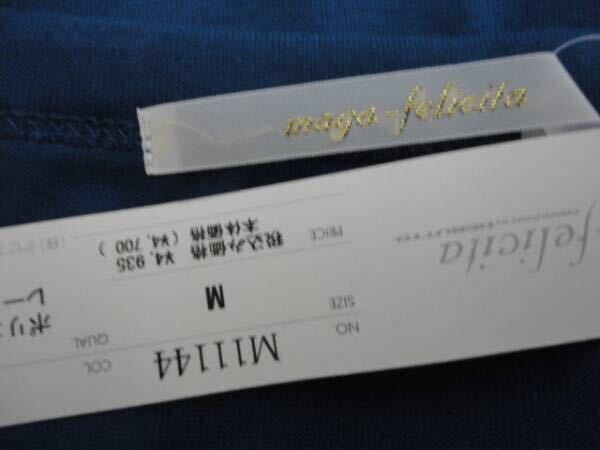 maga-felicita
felicita
NO. M11144 COL
SIZE M QUAL ポリ
レー
PRICE 税込み価格 ¥4,935
本体価格 (¥4,700 )